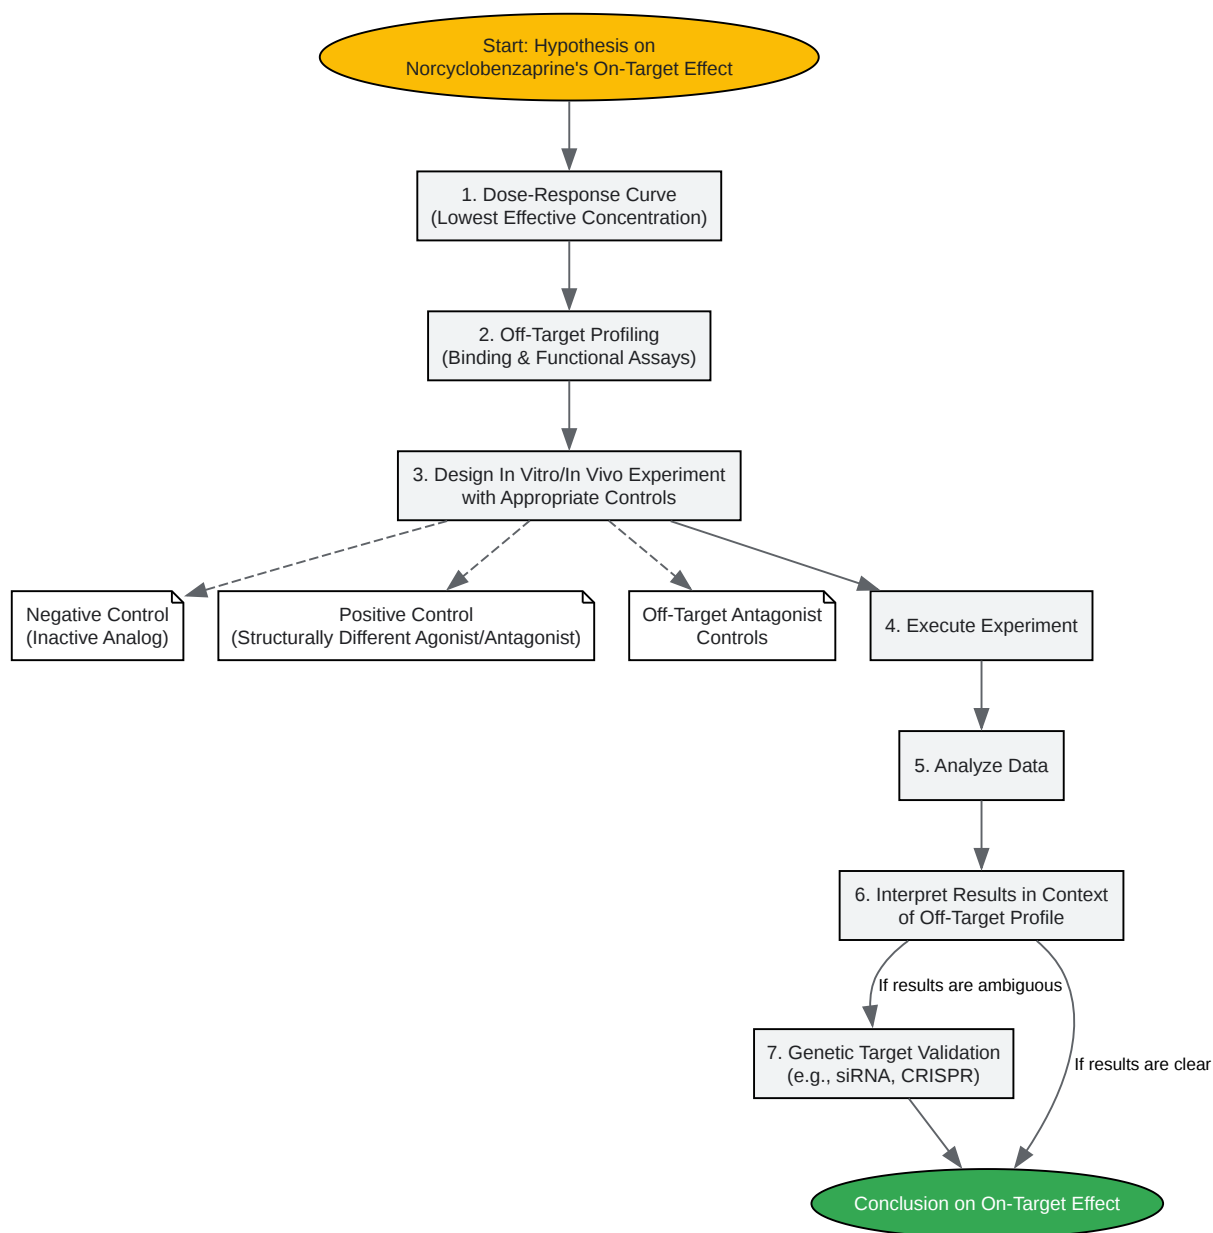 Start: Hypothesis on
Norcyclobenzaprine's On-Target Effect
1. Dose-Response Curve
(Lowest Effective Concentration)
2. Off-Target Profiling
(Binding & Functional Assays)
3. Design In Vitro/In Vivo Experiment
with Appropriate Controls
Negative Control
(Inactive Analog)
Positive Control
(Structurally Different Agonist/Antagonist)
Off-Target Antagonist
Controls
4. Execute Experiment
5. Analyze Data
6. Interpret Results in Context
of Off-Target Profile
If results are ambiguous
7. Genetic Target Validation
(e.g., siRNA, CRISPR)
If results are clear
Conclusion on On-Target Effect